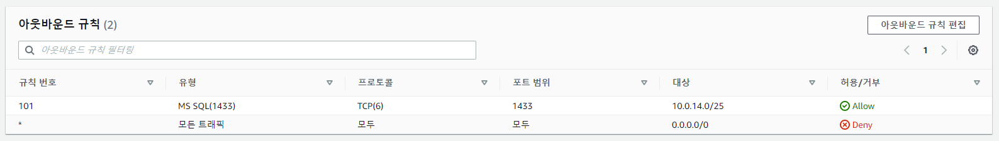 아웃바운드 규칙 (2)
아웃바운드 규칙 편집
아웃바운드 규칙 필터링
1
규칙 번호 유형 프로토콜 포트 범위 대상 허용/거부
101 MS SQL(1433) TCP(6) 1433 10.0.14.0/25 Allow
* 모든 트래픽 모두 모두 0.0.0.0/0 Deny